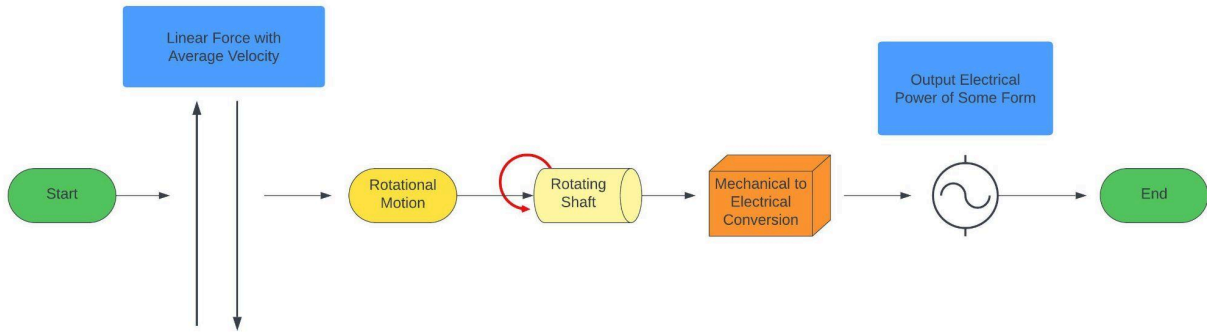 Linear Force with
Average Velocity
Output Electrical
Power of Some Form
Start
Rotational
Motion
Rotating
Shaft
Mechanical to
Electrical
Conversion
End